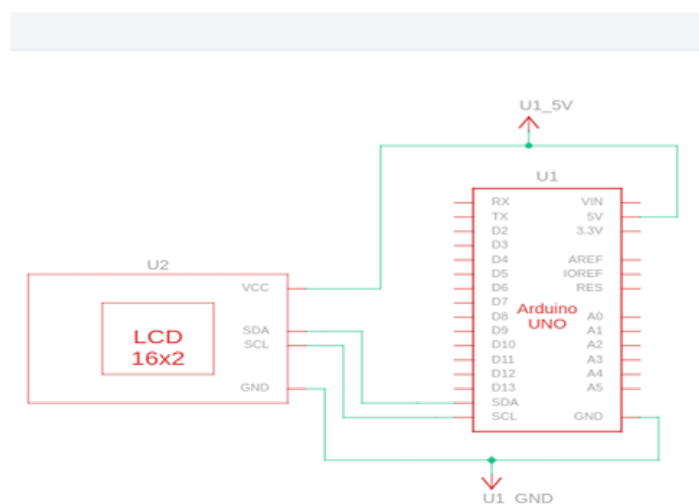 U1_5V
U1
RX
TX
D2
D3
D4
D5
D6
D7
D8
D9
D10
D11
D12
D13
SDA
SCL
Arduino
UNO
VIN
5V
3.3V
AREF
IOREF
RES
A0
A1
A2
A3
A4
A5
GND
U2
LCD
16x2
VCC
SDA
SCL
GND
U1_GND